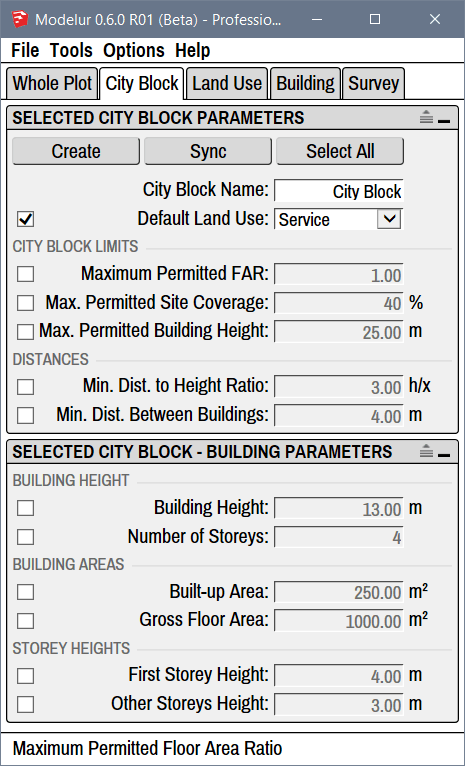 Modelur 0.6.0 R01 (Beta) - Professio...
File Tools Options Help
Whole Plot City Block Land Use Building Survey
SELECTED CITY BLOCK PARAMETERS
Create Sync Select All
City Block Name: City Block
Default Land Use: Service
CITY BLOCK LIMITS
Maximum Permitted FAR: 1.00
Max. Permitted Site Coverage: 40 %
Max. Permitted Building Height: 25.00 m
DISTANCES
Min. Dist. to Height Ratio: 3.00 h/x
Min. Dist. Between Buildings: 4.00 m
SELECTED CITY BLOCK - BUILDING PARAMETERS
BUILDING HEIGHT
Building Height: 13.00 m
Number of Storeys: 4
BUILDING AREAS
Built-up Area: 250.00 m²
Gross Floor Area: 1000.00 m²
STOREY HEIGHTS
First Storey Height: 4.00 m
Other Storeys Height: 3.00 m
Maximum Permitted Floor Area Ratio